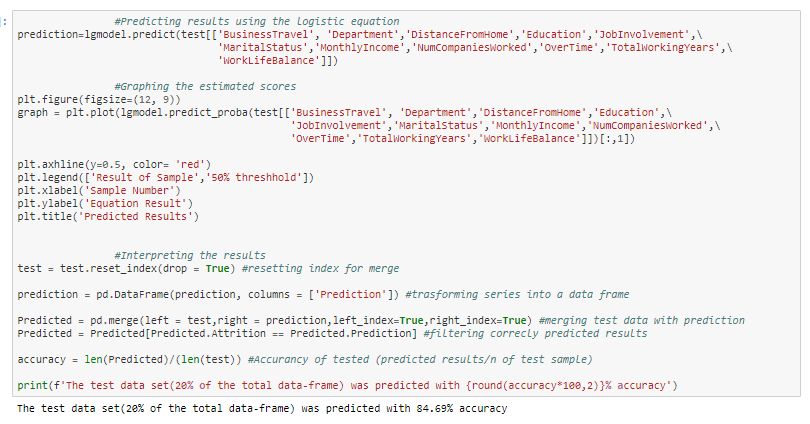 ]:
#Predicting results using the logistic equation
prediction=lgmodel.predict(test[['BusinessTravel', 'Department','DistanceFromHome','Education','JobInvolvement',\
'MaritalStatus','MonthlyIncome','NumCompaniesWorked','OverTime','TotalWorkingYears',\
'WorkLifeBalance']])
#Graphing the estimated scores
plt.figure(figsize=(12, 9))
graph = plt.plot(lgmodel.predict_proba(test[['BusinessTravel', 'Department','DistanceFromHome','Education',\
'JobInvolvement','MaritalStatus','MonthlyIncome','NumCompaniesWorked',\
'OverTime','TotalWorkingYears','WorkLifeBalance']])[:,1])
plt.axhline(y=0.5, color= 'red')
plt.legend(['Result of Sample','50% threshhold'])
plt.xlabel('Sample Number')
plt.ylabel('Equation Result')
plt.title('Predicted Results')
#Interpreting the results
test = test.reset_index(drop = True) #resetting index for merge
prediction = pd.DataFrame(prediction, columns = ['Prediction']) #trasforming series into a data frame
Predicted = pd.merge(left = test,right = prediction,left_index=True,right_index=True) #merging test data with prediction
Predicted = Predicted[Predicted.Attrition == Predicted.Prediction] #filtering correcly predicted results
accuracy = len(Predicted)/(len(test)) #Accurancy of tested (predicted results/n of test sample)
print(f'The test data set(20% of the total data-frame) was predicted with {round(accuracy*100,2)}% accuracy')
The test data set(20% of the total data-frame) was predicted with 84.69% accuracy